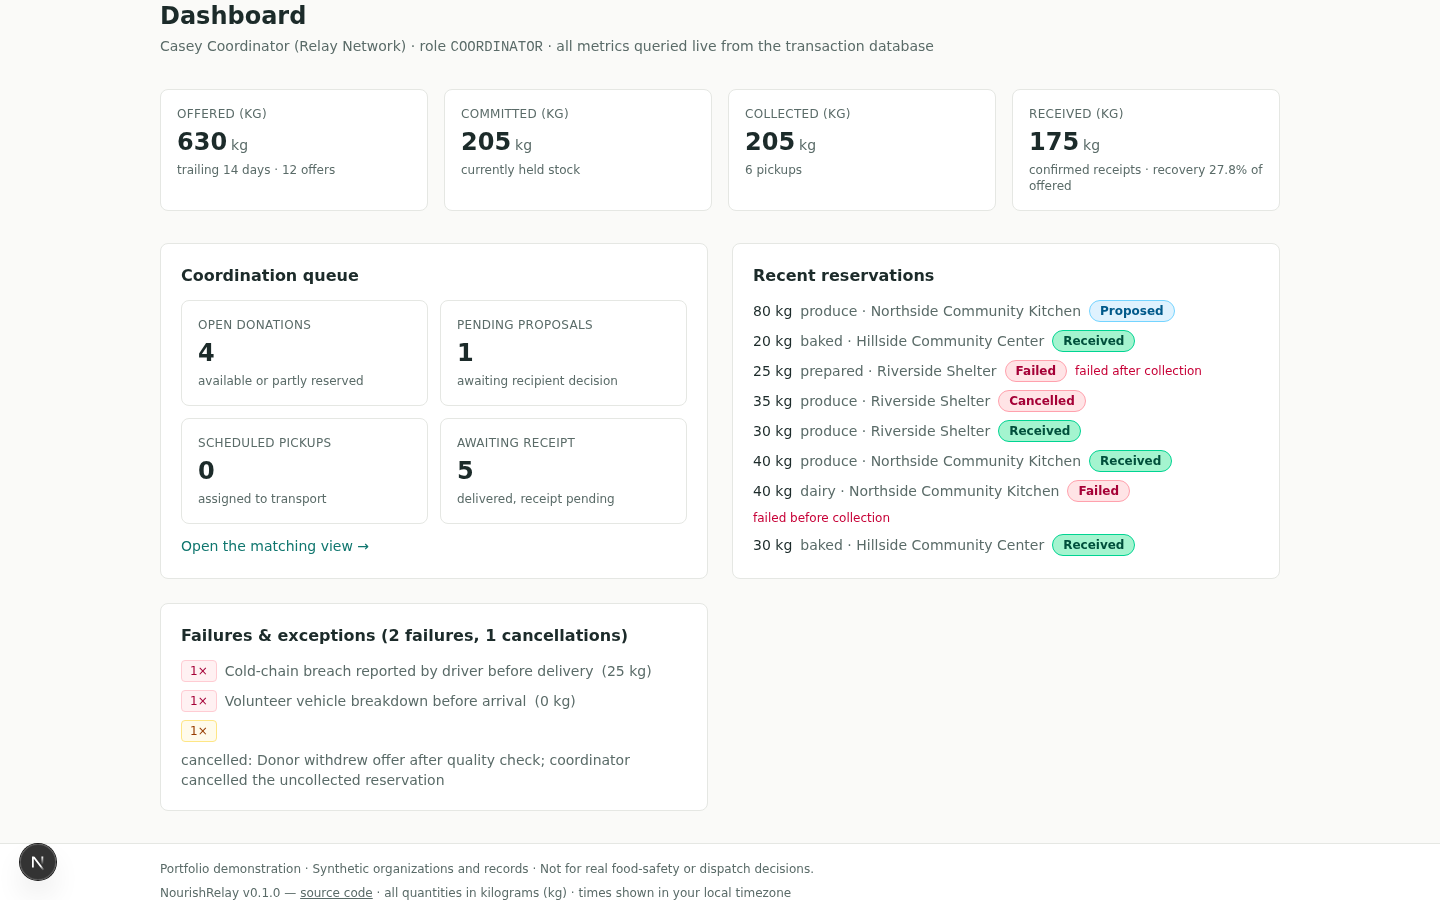 Dashboard
Casey Coordinator (Relay Network) · role COORDINATOR · all metrics queried live from the transaction database
OFFERED (KG)
630 kg
trailing 14 days · 12 offers
COMMITTED (KG)
205 kg
currently held stock
COLLECTED (KG)
205 kg
6 pickups
RECEIVED (KG)
175 kg
confirmed receipts · recovery 27.8% of
offered
Coordination queue
OPEN DONATIONS
4
available or partly reserved
PENDING PROPOSALS
1
awaiting recipient decision
SCHEDULED PICKUPS
0
assigned to transport
AWAITING RECEIPT
5
delivered, receipt pending
Open the matching view →
Recent reservations
80 kg produce · Northside Community Kitchen Proposed
20 kg baked · Hillside Community Center Received
25 kg prepared · Riverside Shelter Failed failed after collection
35 kg produce · Riverside Shelter Cancelled
30 kg produce · Riverside Shelter Received
40 kg produce · Northside Community Kitchen Received
40 kg dairy · Northside Community Kitchen Failed
failed before collection
30 kg baked · Hillside Community Center Received
Failures & exceptions (2 failures, 1 cancellations)
1× Cold-chain breach reported by driver before delivery (25 kg)
1× Volunteer vehicle breakdown before arrival (0 kg)
1×
cancelled: Donor withdrew offer after quality check; coordinator
cancelled the uncollected reservation
N
Portfolio demonstration · Synthetic organizations and records · Not for real food-safety or dispatch decisions.
NourishRelay v0.1.0 — source code · all quantities in kilograms (kg) · times shown in your local timezone